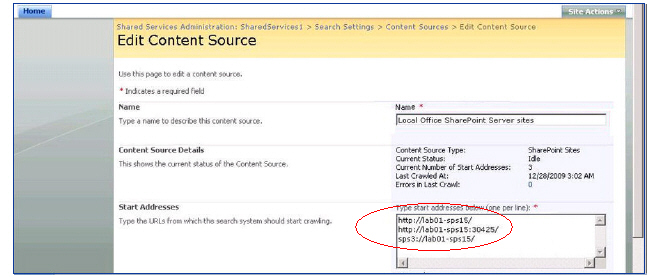 Home
Site Actions
Shared Services Administration: SharedServices1 > Search Settings > Content Sources > Edit Content Source
Edit Content Source
Use this page to edit a content source.
* Indicates a required field
Name
Type a name to describe this content source.
Name *
Local Office SharePoint Server sites
Content Source Details
This shows the current status of the Content Source.
Content Source Type: SharePoint Sites
Current Status: Idle
Current Number of Start Addresses: 3
Last Crawled At: 12/28/2009 3:02 AM
Errors in Last Crawl: 0
Start Addresses
Type the URLs from which the search system should start crawling.
Type start addresses below (one per line): *
http://lab01-sps15/
http://lab01-sps15:30425/
sps3://lab01-sps15/